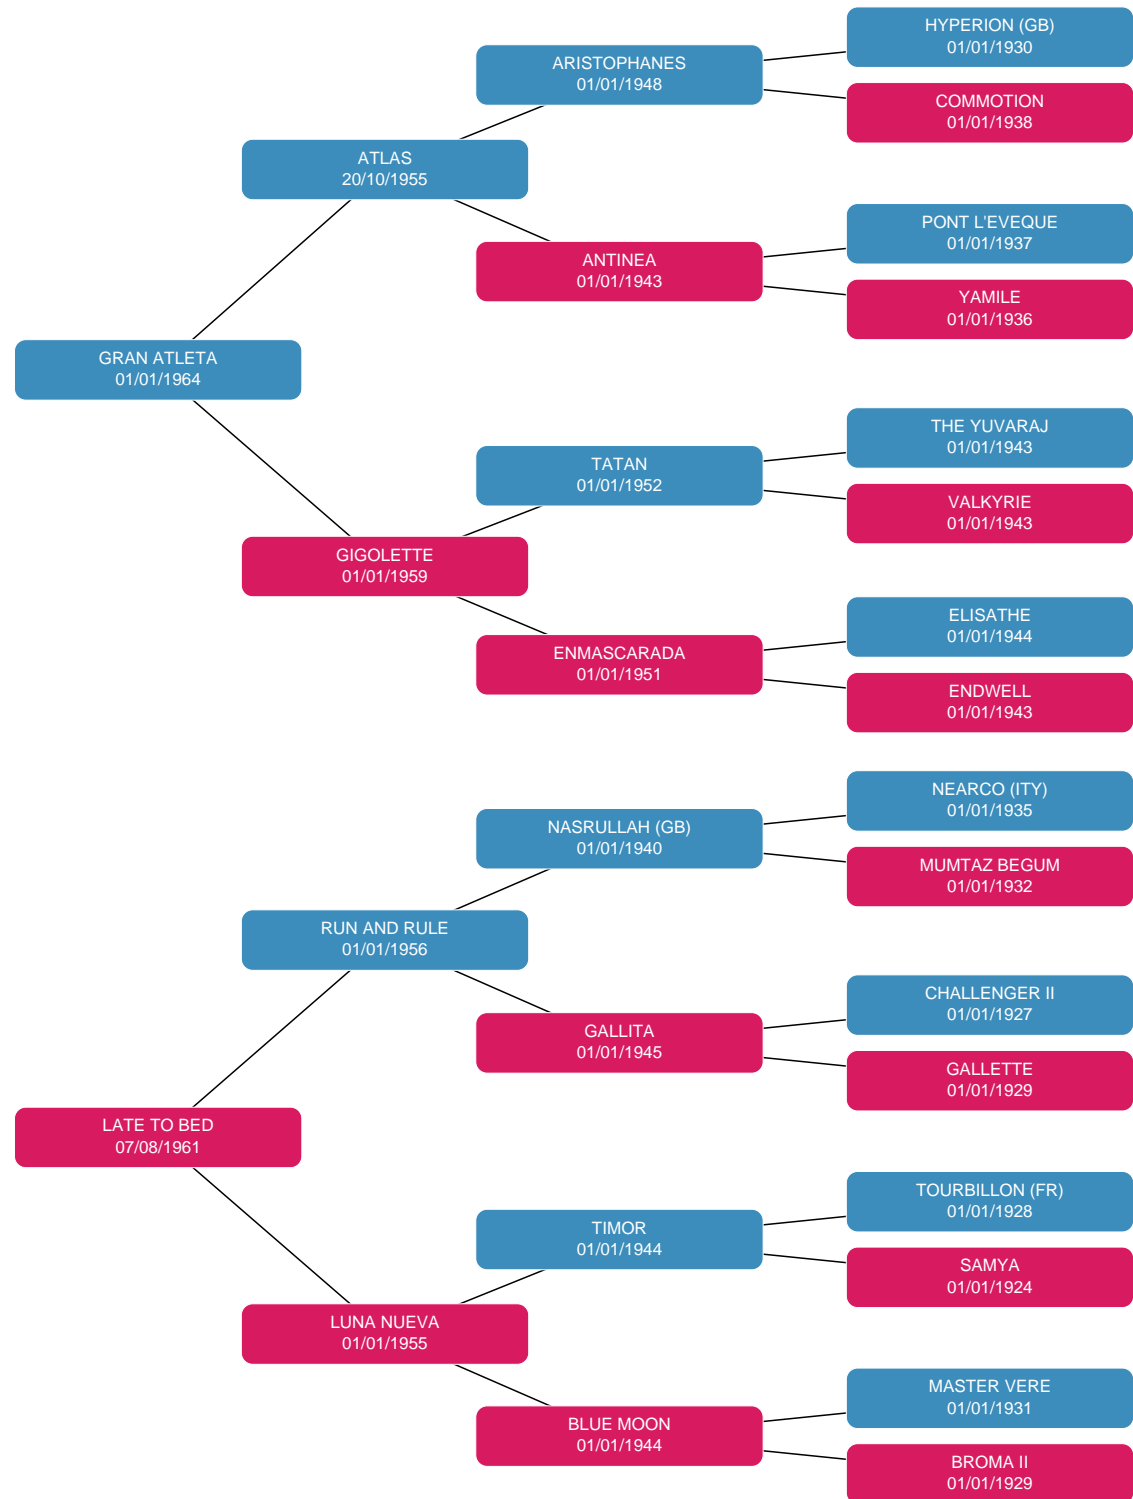 HYPERION (GB)
01/01/1930
ARISTOPHANES
01/01/1948
COMMOTION
01/01/1938
ATLAS
20/10/1955
PONT L'EVEQUE
01/01/1937
ANTINEA
01/01/1943
YAMILE
01/01/1936
GRAN ATLETA
01/01/1964
THE YUVARAJ
01/01/1943
TATAN
01/01/1952
VALKYRIE
01/01/1943
GIGOLETTE
01/01/1959
ELISATHE
01/01/1944
ENMASCARADA
01/01/1951
ENDWELL
01/01/1943
NEARCO (ITY)
01/01/1935
NASRULLAH (GB)
01/01/1940
MUMTAZ BEGUM
01/01/1932
RUN AND RULE
01/01/1956
CHALLENGER II
01/01/1927
GALLITA
01/01/1945
GALLETTE
01/01/1929
LATE TO BED
07/08/1961
TOURBILLON (FR)
01/01/1928
TIMOR
01/01/1944
SAMYA
01/01/1924
LUNA NUEVA
01/01/1955
MASTER VERE
01/01/1931
BLUE MOON
01/01/1944
BROMA II
01/01/1929